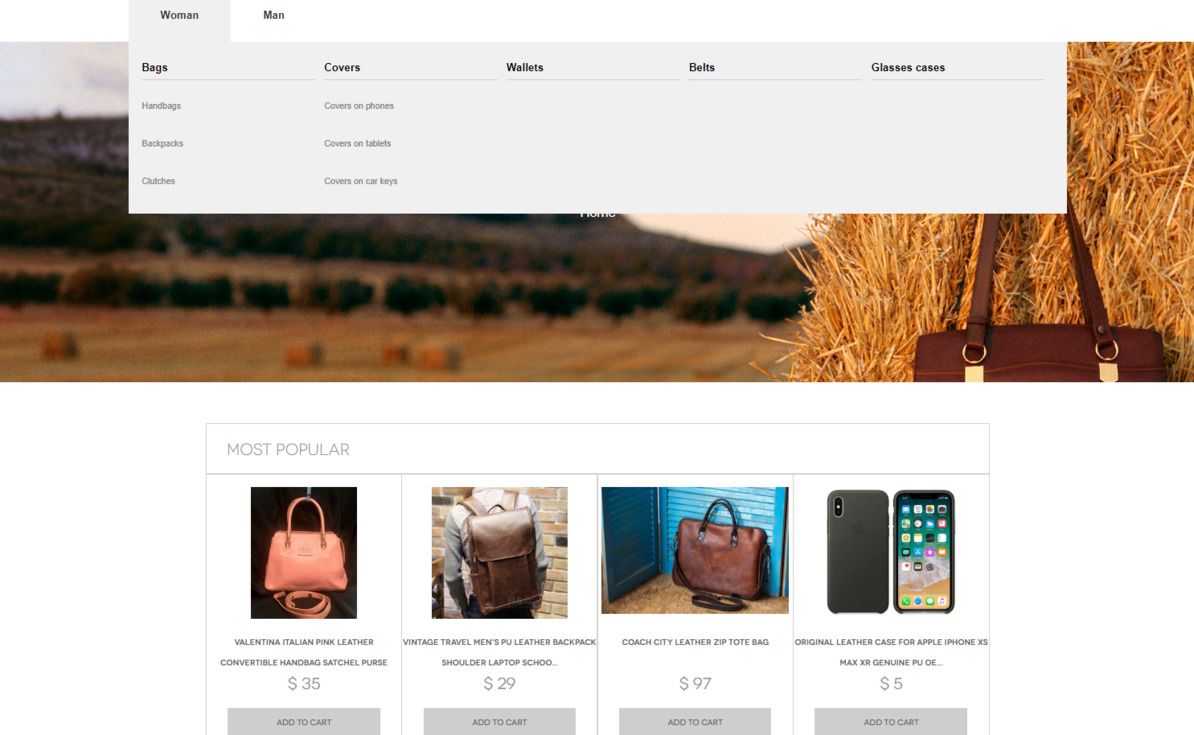 Woman Man
Bags Covers Wallets Belts Glasses cases
Handbags Covers on phones
Backpacks Covers on tablets
Clutches Covers on car keys
Home
MOST POPULAR
VALENTINA ITALIAN PINK LEATHER
CONVERTIBLE HANDBAG SATCHEL PURSE
$ 35
ADD TO CART
VINTAGE TRAVEL MEN'S PU LEATHER BACKPACK
SHOULDER LAPTOP SCHOO...
$ 29
ADD TO CART
COACH CITY LEATHER ZIP TOTE BAG
$ 97
ADD TO CART
ORIGINAL LEATHER CASE FOR APPLE IPHONE XS
MAX XR GENUINE PU OE...
$ 5
ADD TO CART